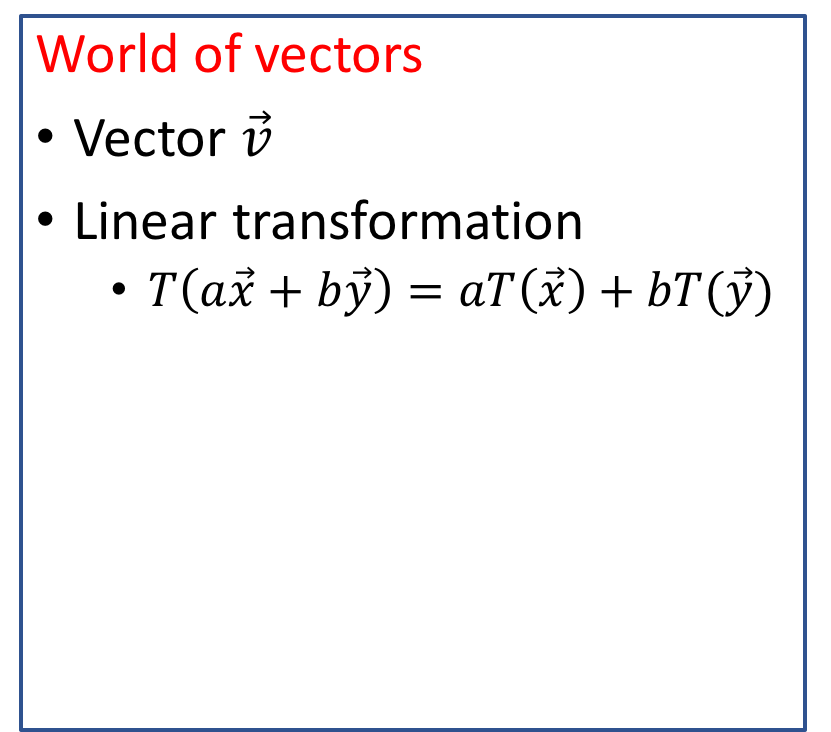 World of vectors
• Vector v⃗
• Linear transformation
• T(ax⃗ + by⃗) = aT(x⃗) + bT(y⃗)